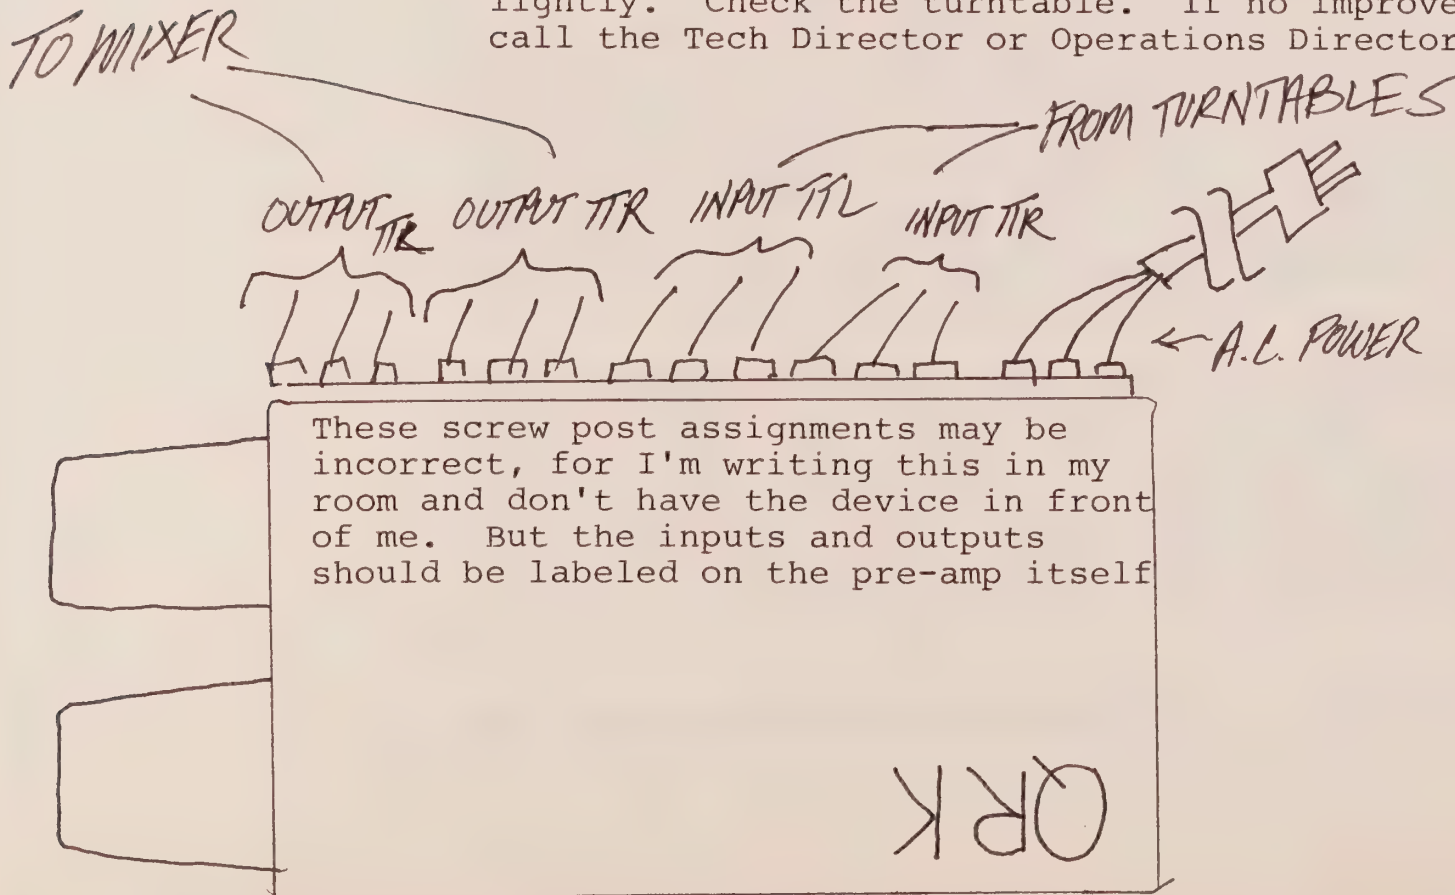 lightly. Check the turntable. If no improve
call the Tech Director or Operations Director
TO MIXER
FROM TURNTABLES
OUTPUT TTR
OUTPUT TTR
INPUT TTL
INPUT TTR
← A.C. POWER
These screw post assignments may be
incorrect, for I'm writing this in my
room and don't have the device in front
of me. But the inputs and outputs
should be labeled on the pre-amp itself
QRK